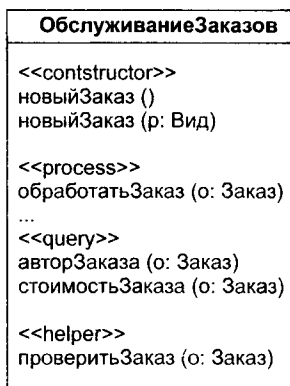 ОбслуживаниеЗаказов
<<contstructor>>
новыйЗаказ ()
новыйЗаказ (р: Вид)
<<process>>
обработатьЗаказ (о: Заказ)
...
<<query>>
авторЗаказа (о: Заказ)
стоимостьЗаказа (о: Заказ)
<<helper>>
проверитьЗаказ (о: Заказ)